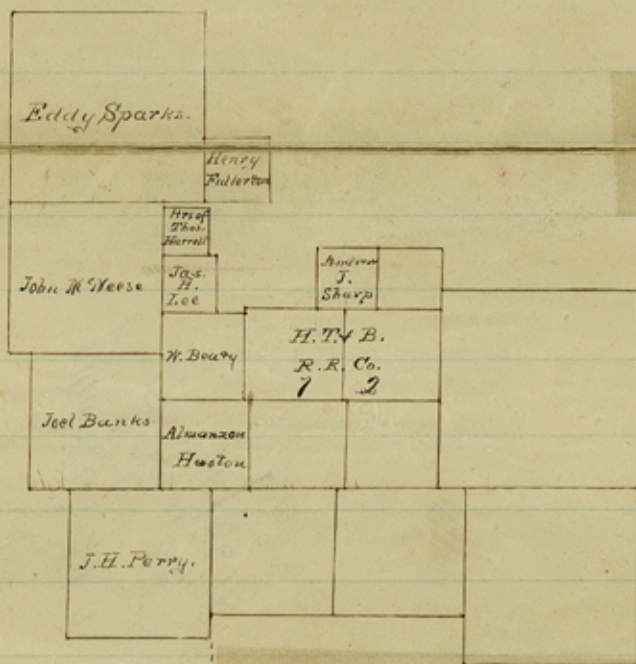 Eddy Sparks.
Henry
Fullerton
Hrs of
Thos.
Harrell
John McNeese
Jas.
H.
Lee
Andrew
J.
Sharp
W. Beaty
H. T. & B.
R. R. Co.
1 2
Joel Banks
Almanzon
Huston
J. H. Perry.